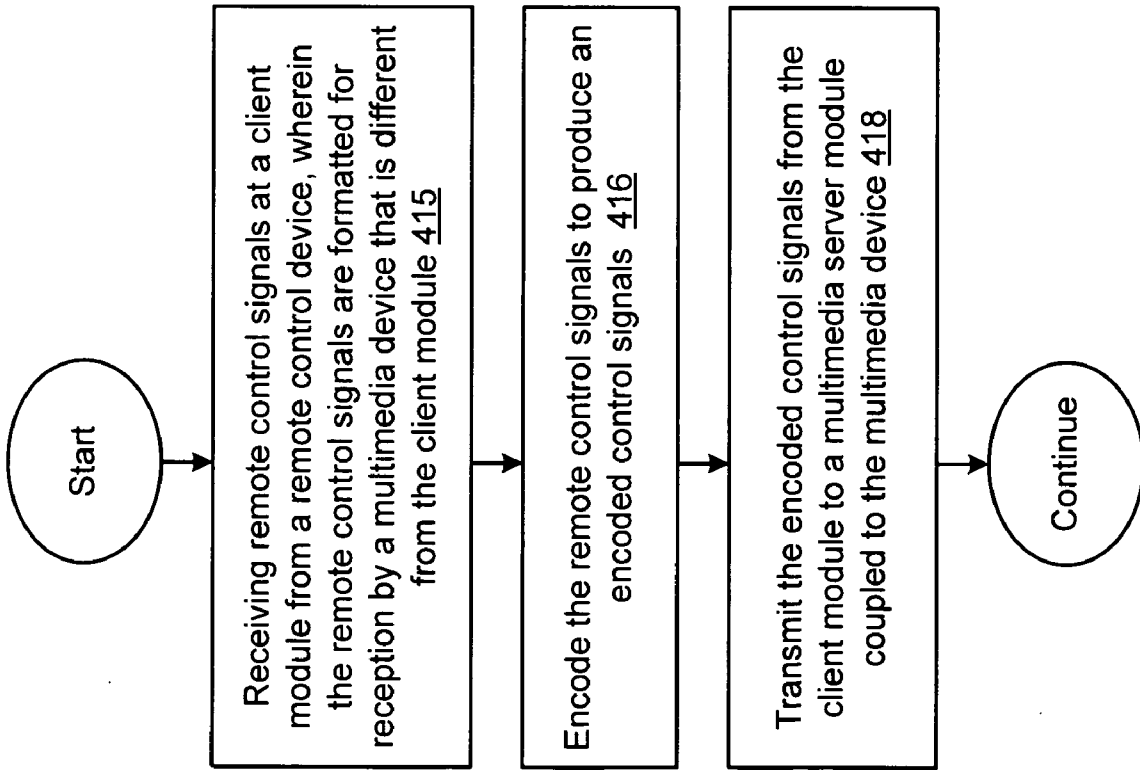 Start
Receiving remote control signals at a client
module from a remote control device, wherein
the remote control signals are formatted for
reception by a multimedia device that is different
from the client module 415
Encode the remote control signals to produce an
encoded control signals 416
Transmit the encoded control signals from the
client module to a multimedia server module
coupled to the multimedia device 418
Continue